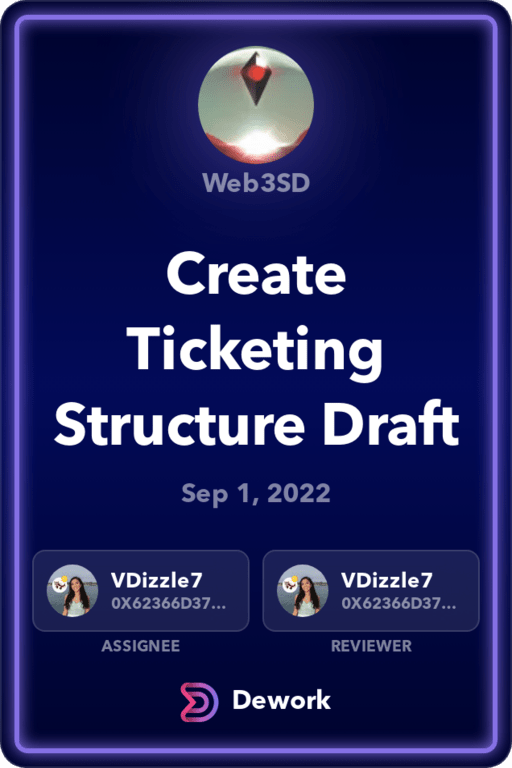 Web3SD
Create
Ticketing
Structure Draft
Sep 1, 2022
VDizzle7
0X62366D37...
ASSIGNEE
VDizzle7
0X62366D37...
REVIEWER
Dework